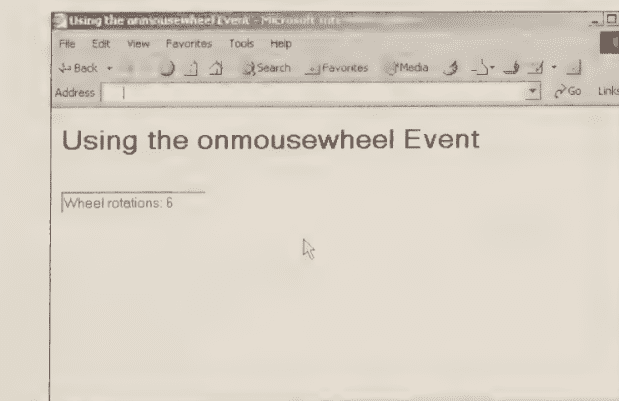 Using the onmousewheel Event - Microsoft Inte
File Edit View Favorites Tools Help
Back Search Favorites Media
Address Go Links
Using the onmousewheel Event
Wheel rotations: 6